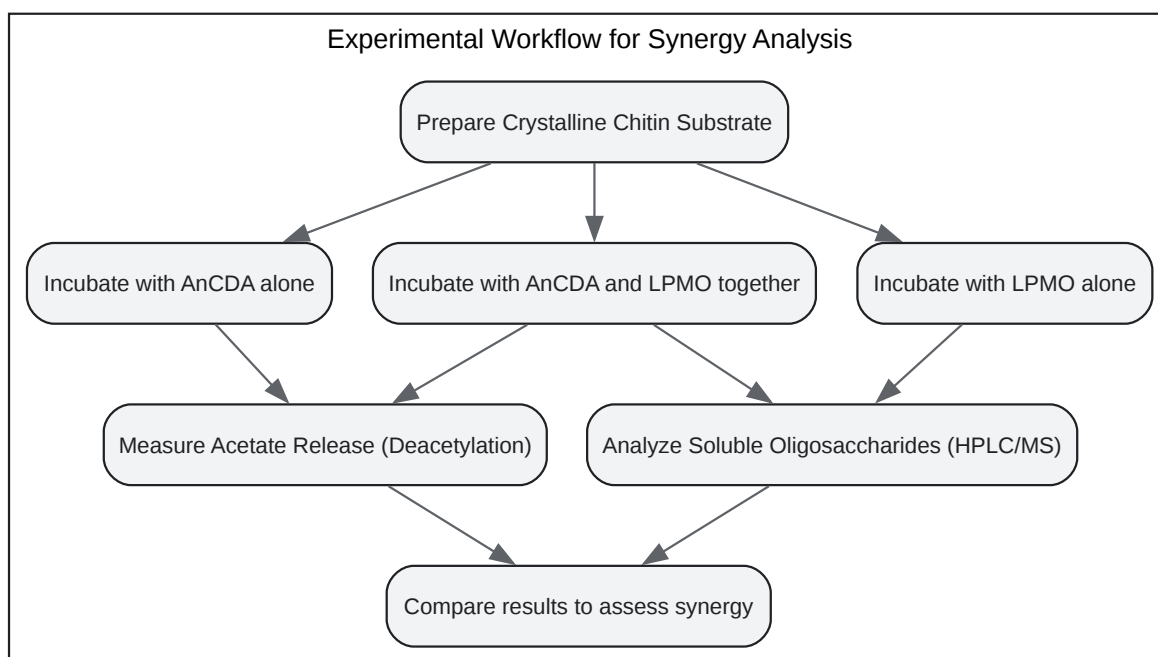 Experimental Workflow for Synergy Analysis
Prepare Crystalline Chitin Substrate
Incubate with AnCDA alone
Incubate with AnCDA and LPMO together
Incubate with LPMO alone
Measure Acetate Release (Deacetylation)
Analyze Soluble Oligosaccharides (HPLC/MS)
Compare results to assess synergy